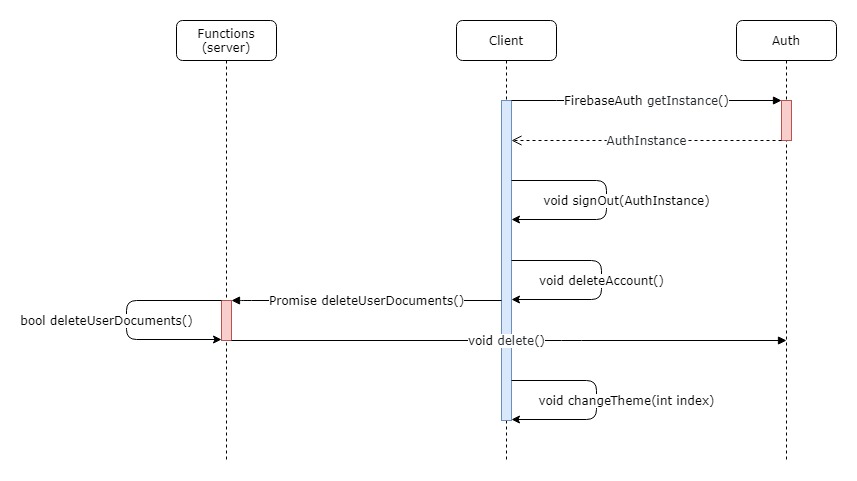 Functions
(server)
Client
Auth
FirebaseAuth getInstance()
AuthInstance
void signOut(AuthInstance)
void deleteAccount()
Promise deleteUserDocuments()
bool deleteUserDocuments()
void delete()
void changeTheme(int index)